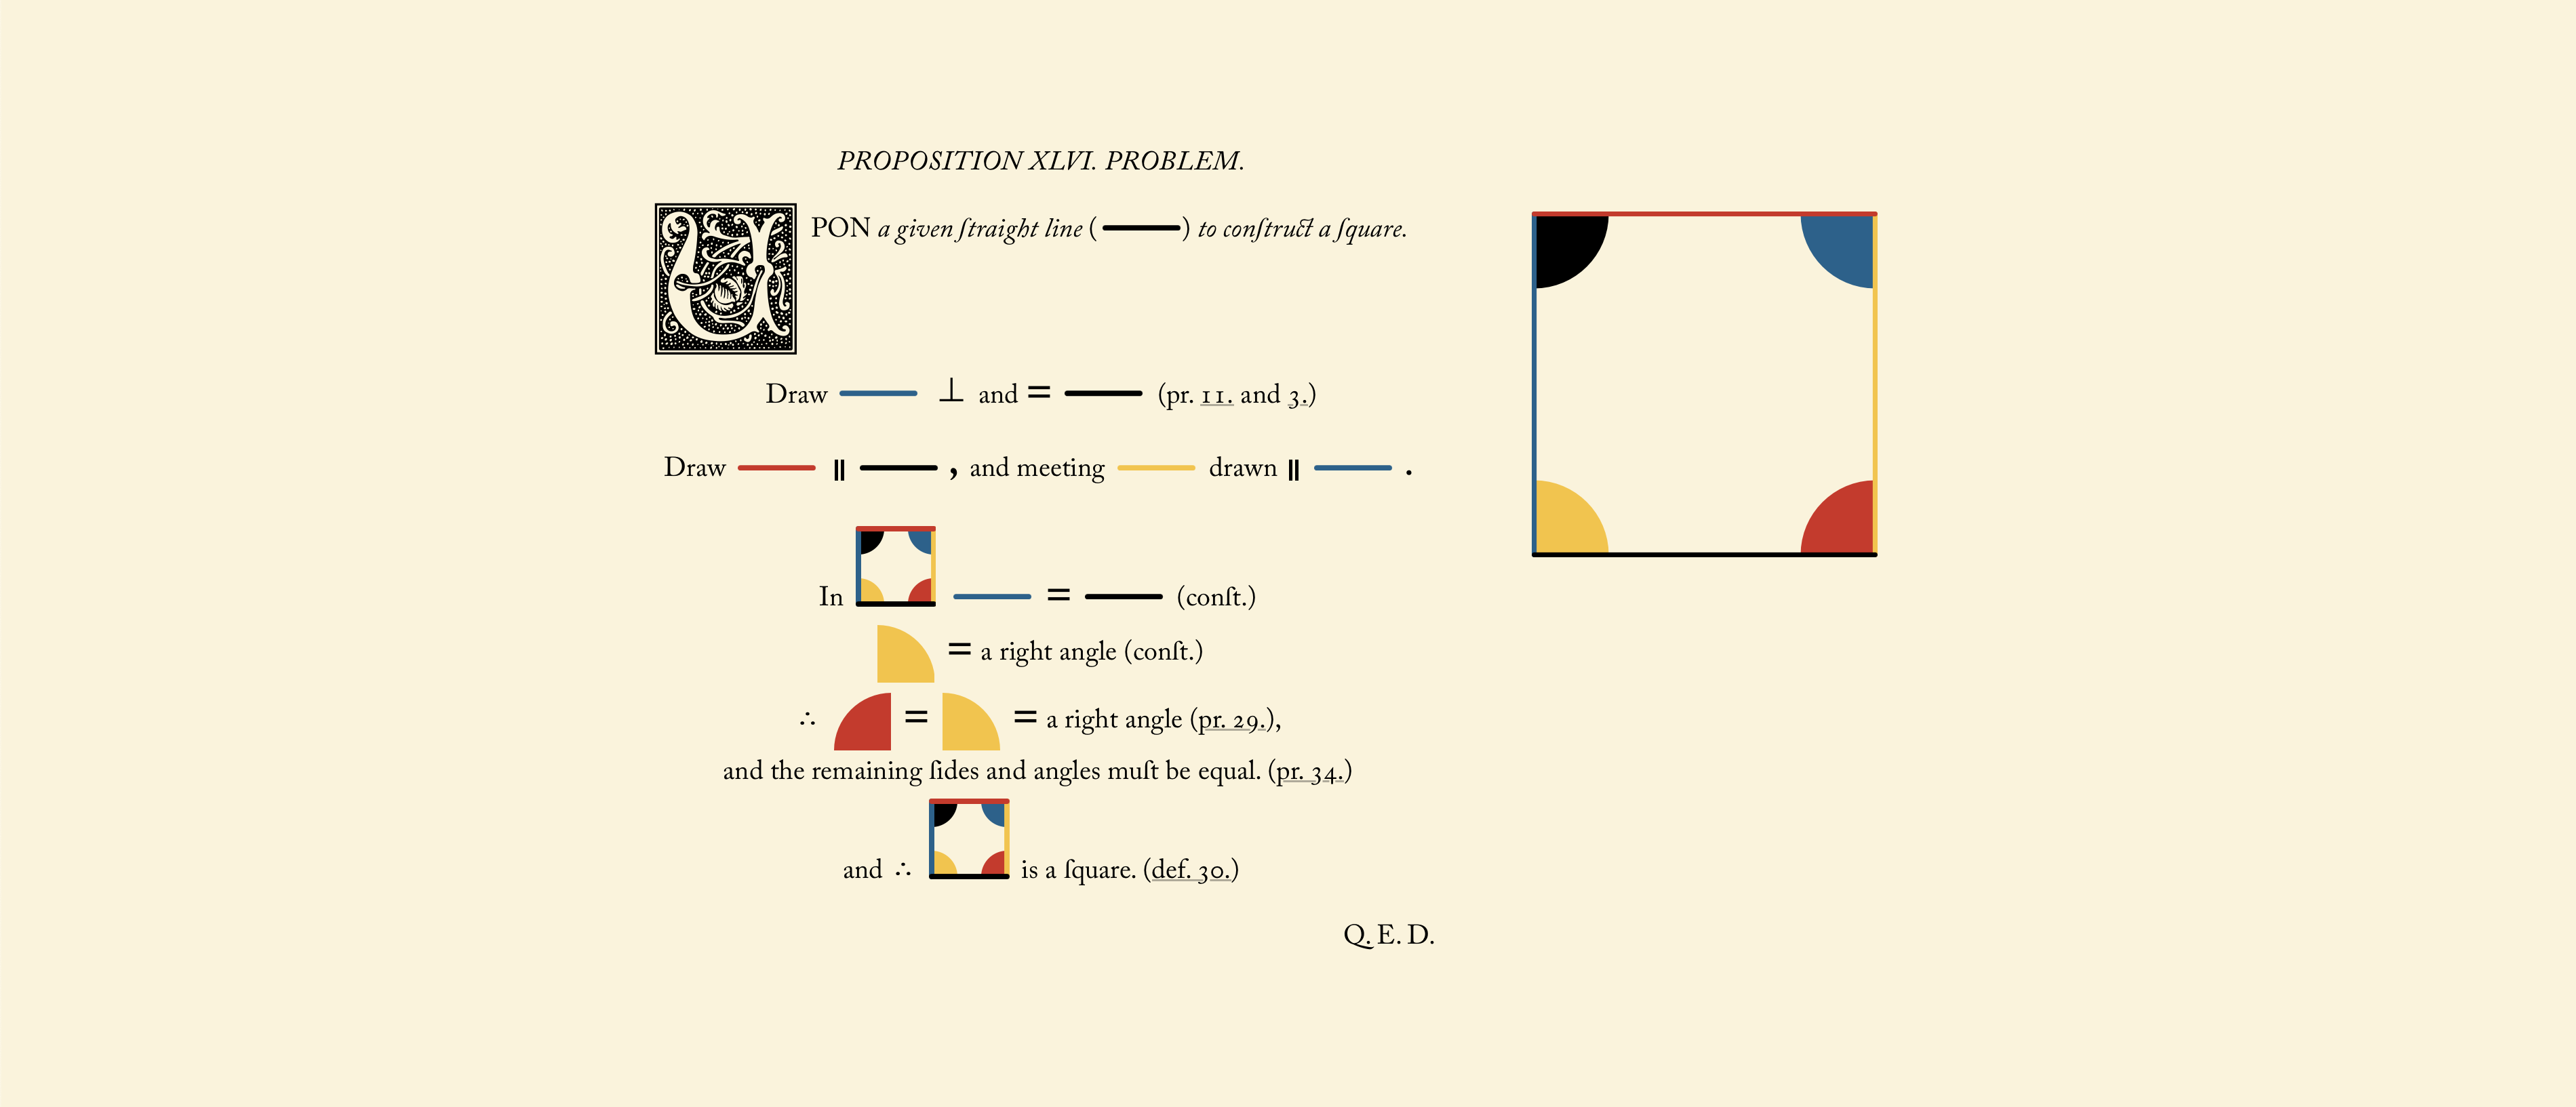 PROPOSITION XLVI. PROBLEM.
UPON a given ſtraight line ( ) to conſtruct a ſquare.
Draw ⊥ and = (pr. 11. and 3.)
Draw ∥ , and meeting drawn ∥ .
In = (conſt.)
= a right angle (conſt.)
∴ = = a right angle (pr. 29.),
and the remaining ſides and angles muſt be equal. (pr. 34.)
and ∴ is a ſquare. (def. 30.)
Q. E. D.